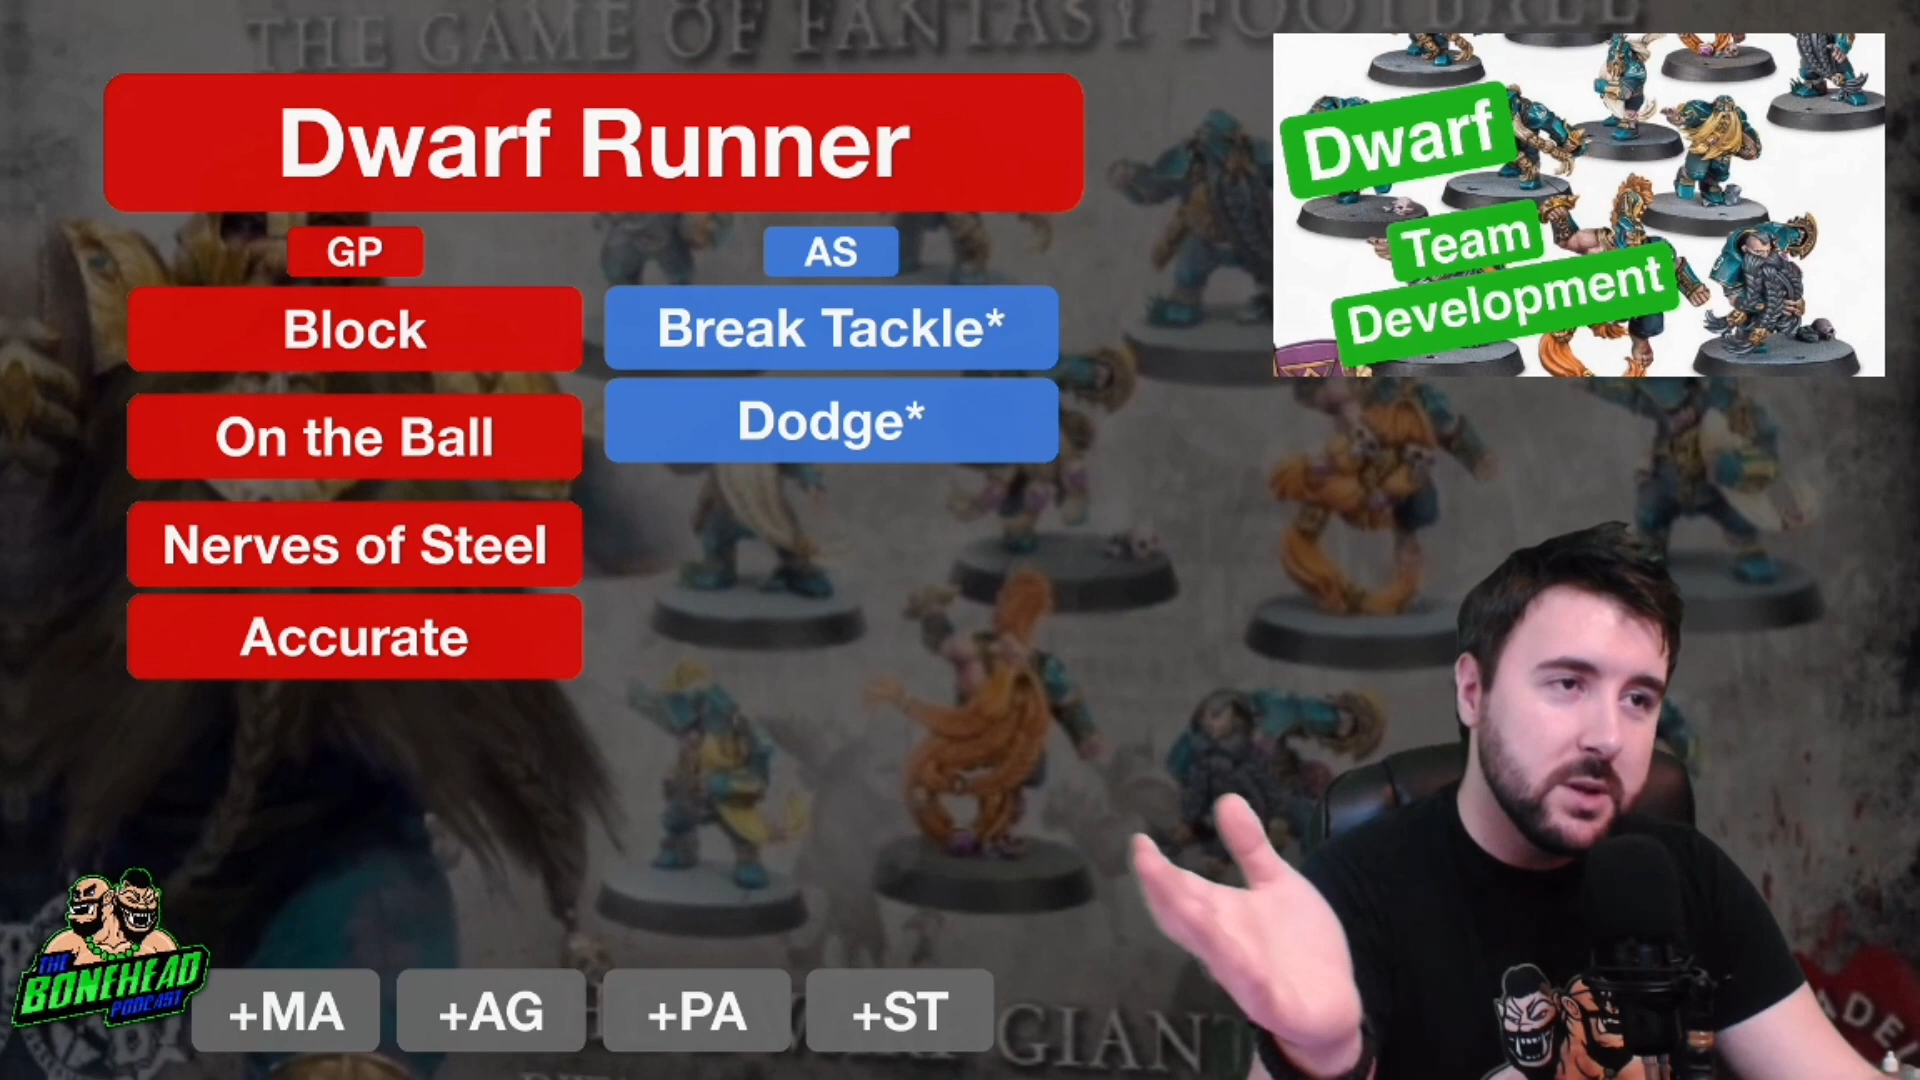 THE GAME OF FANTASY FOOTBALL
Dwarf Runner
GP
AS
Block
Break Tackle*
On the Ball
Dodge*
Nerves of Steel
Accurate
Dwarf
Team
Development
THE
BONEHEAD
PODCAST
+MA
+AG
+PA
+ST
GIANT